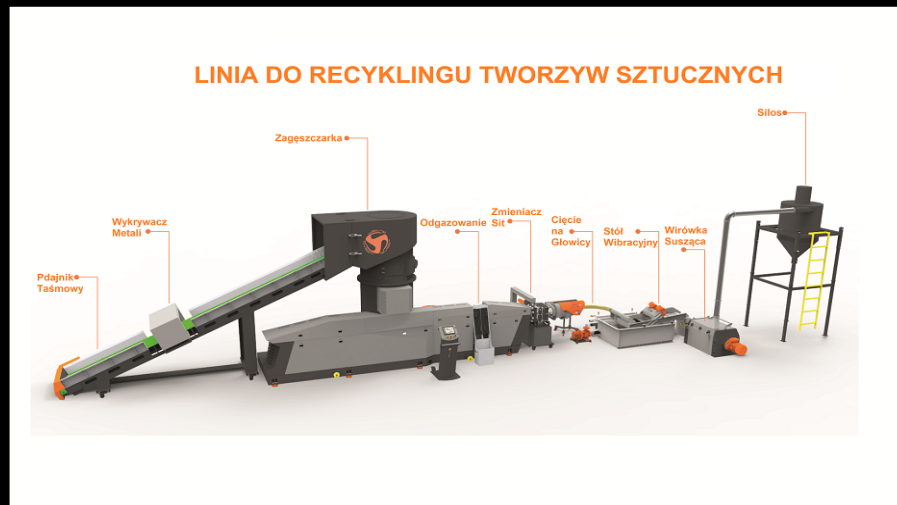 LINIA DO RECYKLINGU TWORZYW SZTUCZNYCH
Silos
Zagęszczarka
Wykrywacz
Metali
Odgazowanie
Zmieniacz
Sit
Cięcie
na
Głowicy
Stół
Wibracyjny
Wirówka
Susząca
Pdajnik
Taśmowy